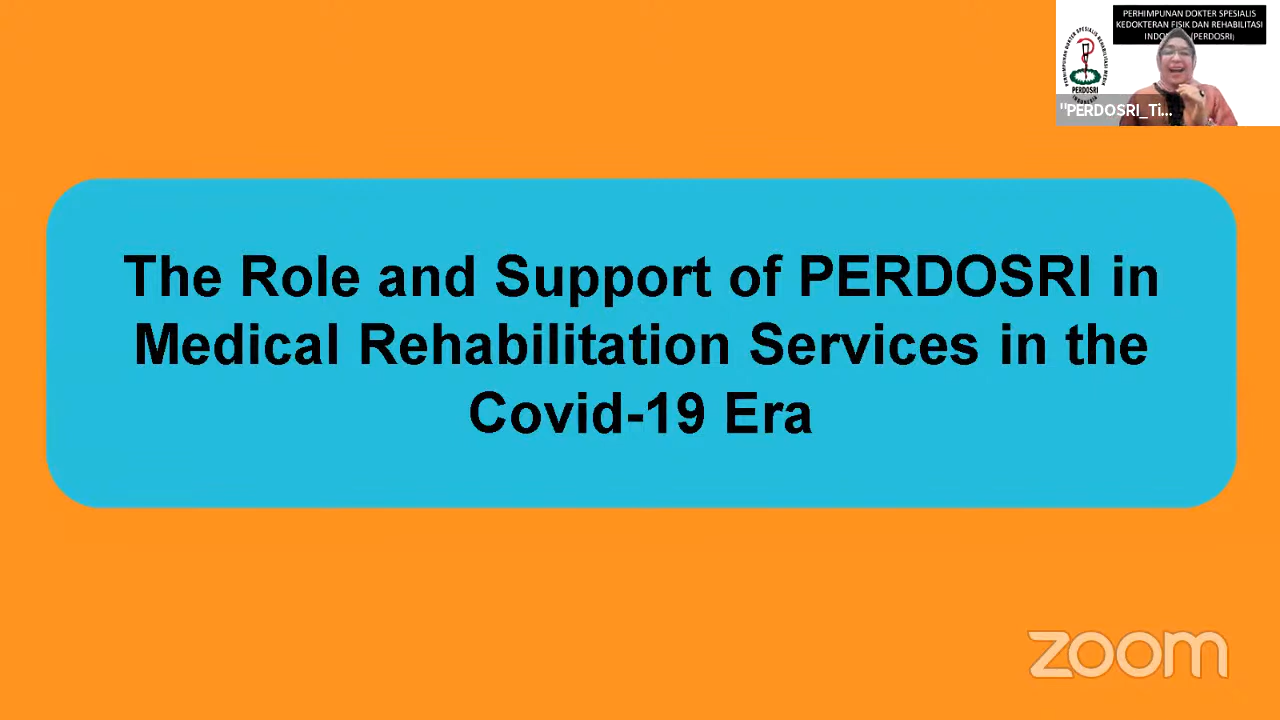 PERHIMPUNAN DOKTER SPESIALIS
KEDOKTERAN FISIK DAN REHABILITASI
(PERDOSRI)
PERDOSRI
INDONESIA
"PERDOSRI_Ti...
The Role and Support of PERDOSRI in
Medical Rehabilitation Services in the
Covid-19 Era
zoom